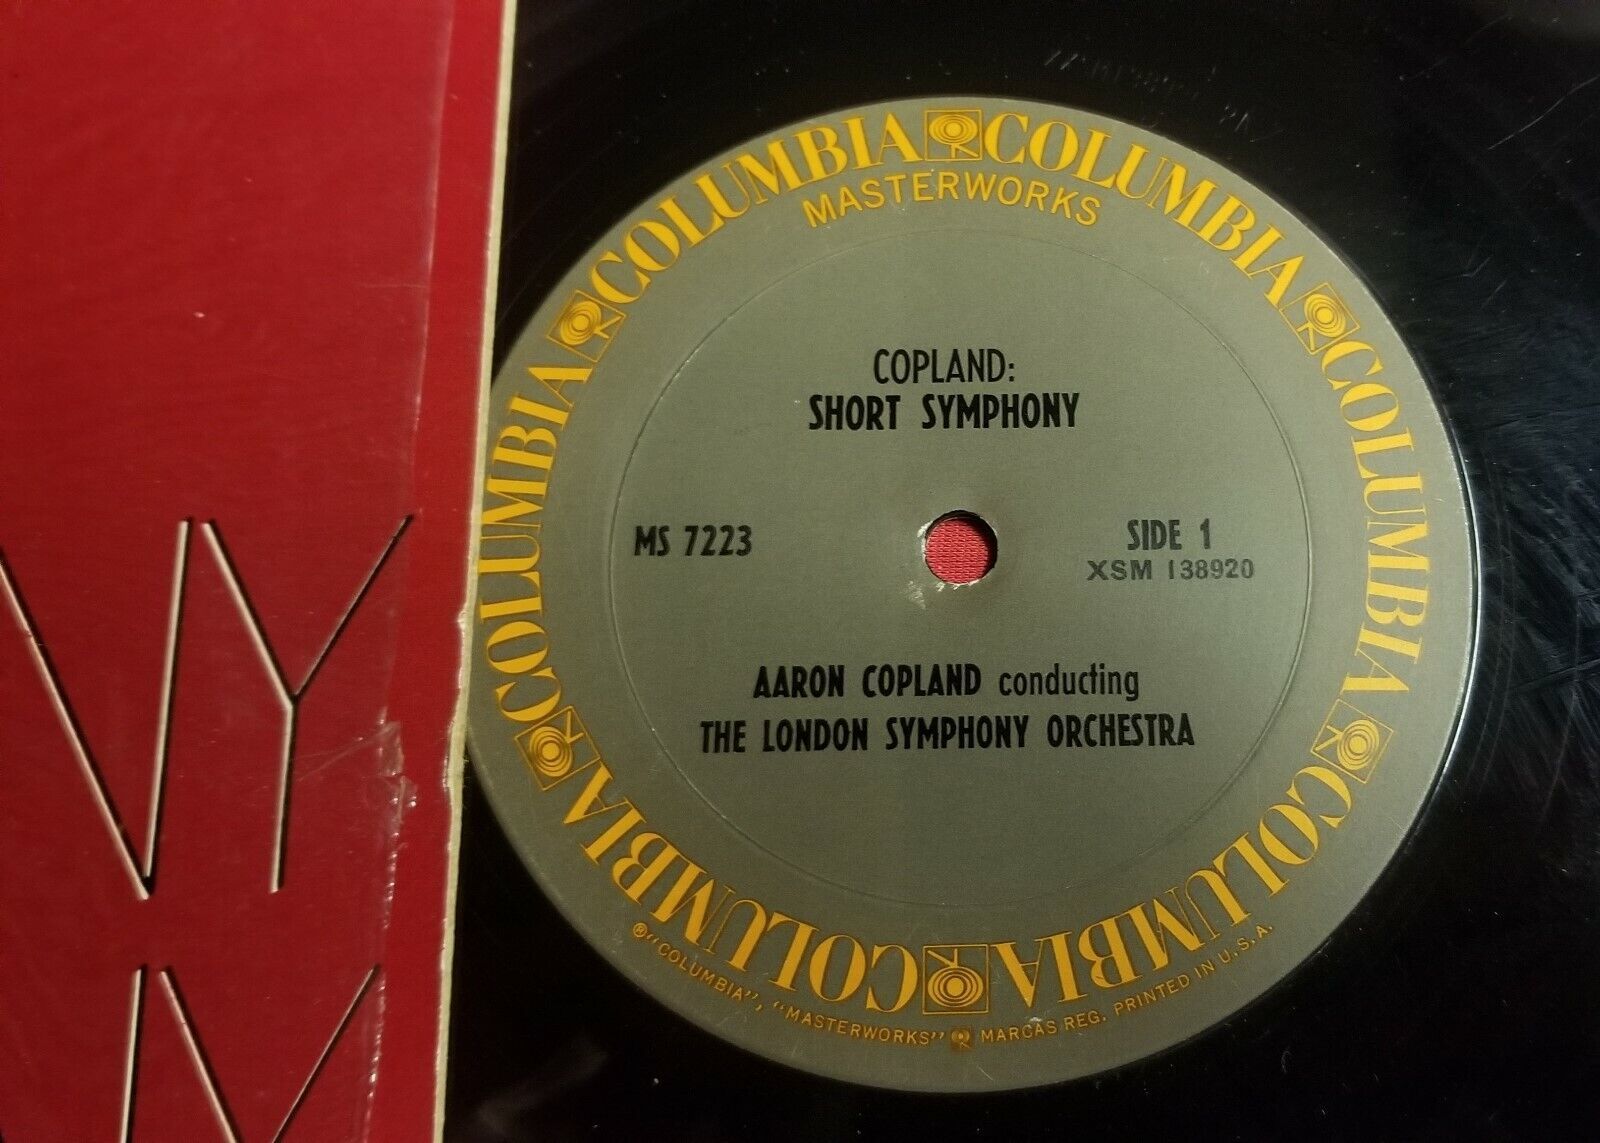 COLUMBIA COLUMBIA COLUMBIA COLUMBIA COLUMBIA COLUMBIA
MASTERWORKS
COPLAND:
SHORT SYMPHONY
MS 7223
SIDE 1
XSM 138920
AARON COPLAND conducting
THE LONDON SYMPHONY ORCHESTRA
®"COLUMBIA", "MASTERWORKS" MARCAS REG. PRINTED IN U.S.A.
NY